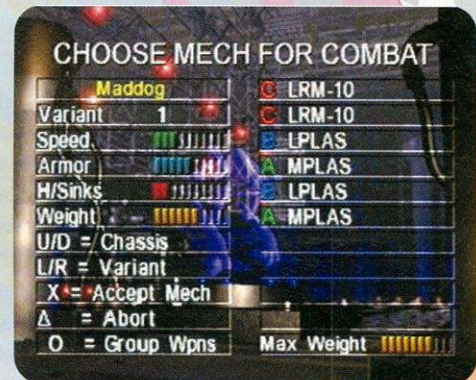 CHOOSE MECH FOR COMBAT
Maddog
Variant 1
Speed
Armor
H/Sinks
Weight
U/D = Chassis
L/R = Variant
X = Accept Mech
Δ = Abort
O = Group Wpns
C LRM-10
C LRM-10
B LPLAS
A MPLAS
B LPLAS
A MPLAS
Max Weight